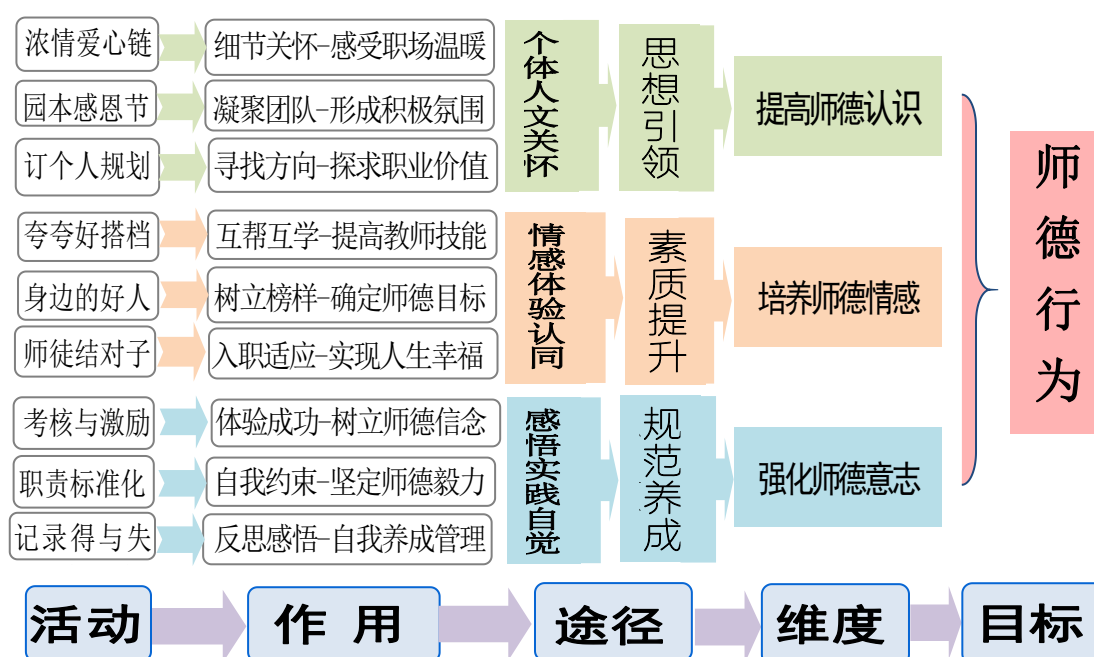 浓情爱心链
细节关怀-感受职场温暖
园本感恩节
凝聚团队-形成积极氛围
订个人规划
寻找方向-探求职业价值
个体人文关怀
思想引领
提高师德认识
夸夸好搭档
互帮互学-提高教师技能
身边的好人
树立榜样-确定师德目标
师徒结对子
入职适应-实现人生幸福
情感体验认同
素质提升
培养师德情感
考核与激励
体验成功-树立师德信念
职责标准化
自我约束-坚定师德毅力
记录得与失
反思感悟-自我养成管理
感悟实践自觉
规范养成
强化师德意志
师德行为
活动
作用
途径
维度
目标